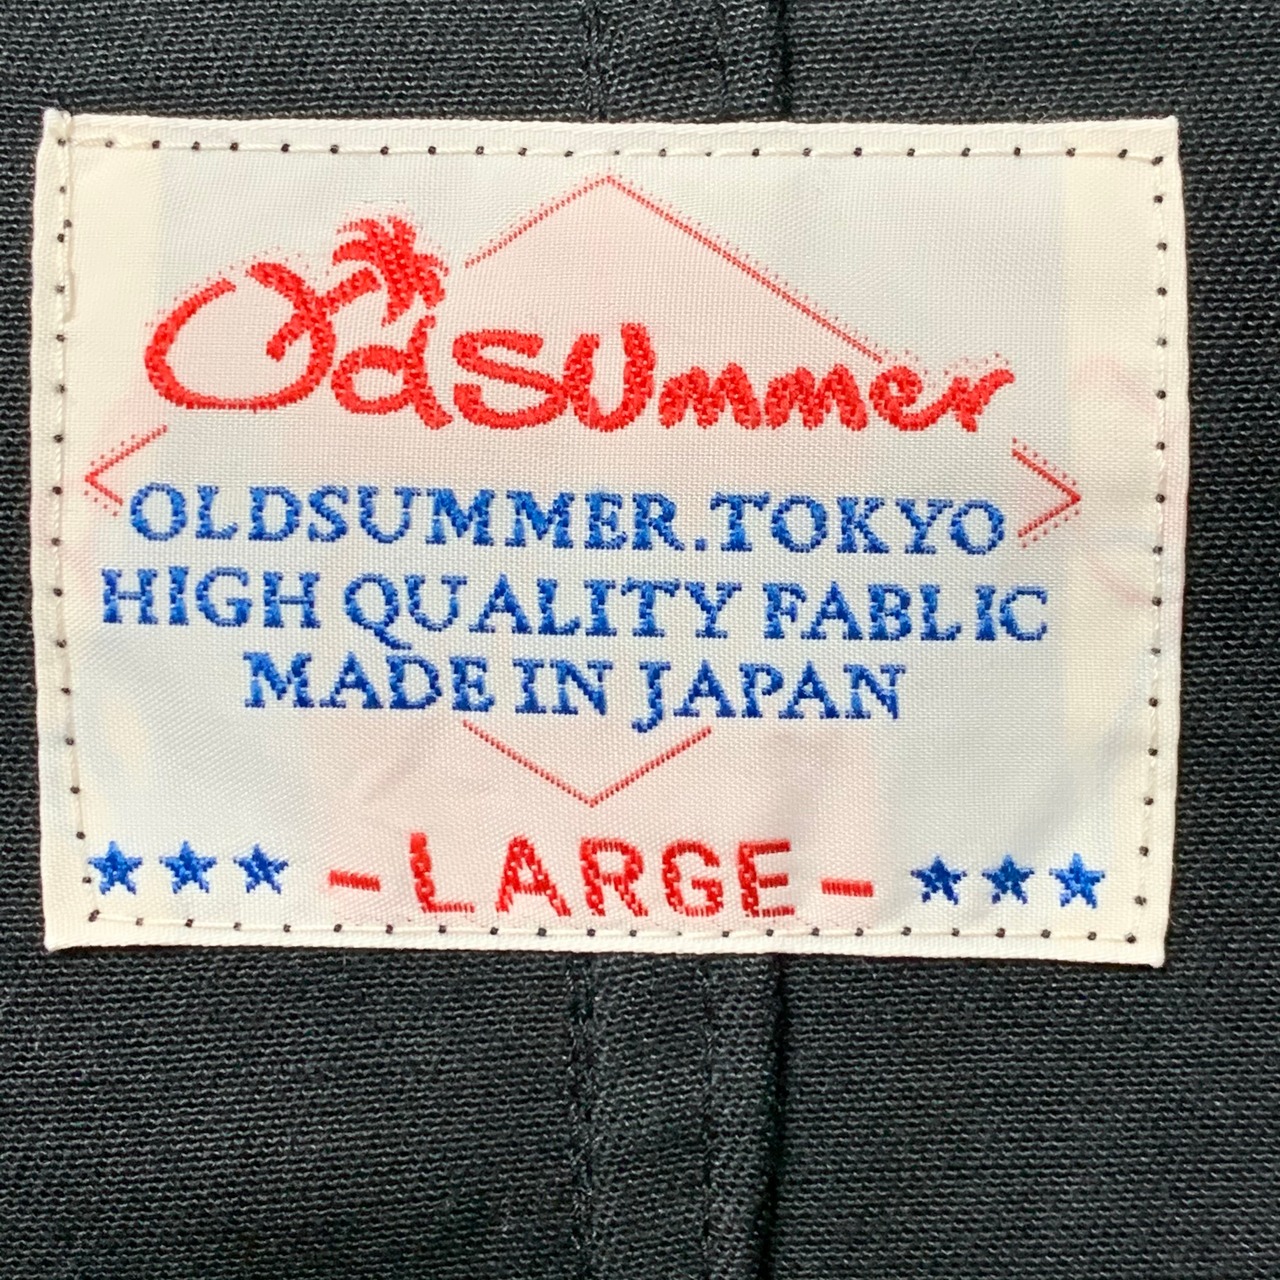 Oldsummer
OLDSUMMER.TOKYO
HIGH QUALITY FABLIC
MADE IN JAPAN
-LARGE-